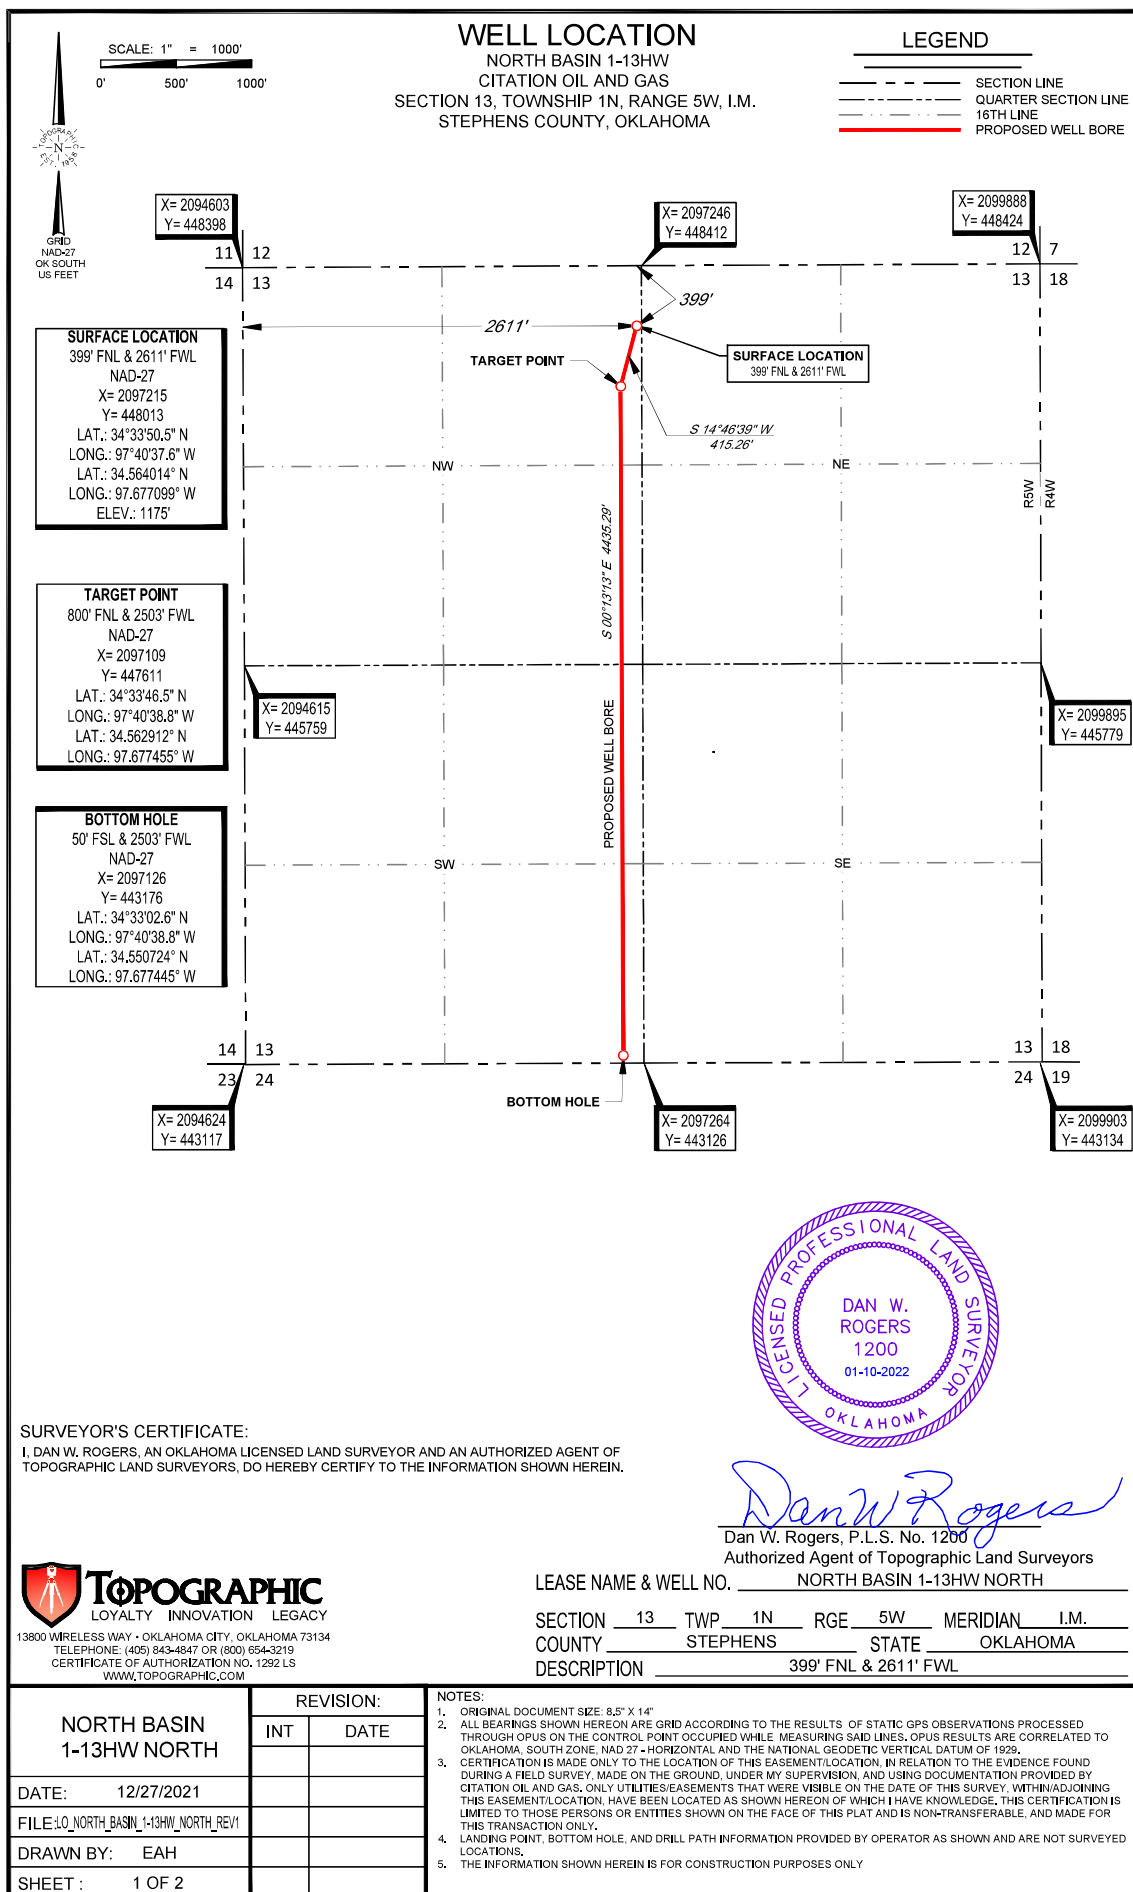 WELL LOCATION
NORTH BASIN 1-13HW
CITATION OIL AND GAS
SECTION 13, TOWNSHIP 1N, RANGE 5W, I.M.
STEPHENS COUNTY, OKLAHOMA
SCALE: 1" = 1000'
0' 500' 1000'
LEGEND
SECTION LINE
QUARTER SECTION LINE
16TH LINE
PROPOSED WELL BORE
TOPOGRAPHIC
N
EST. 1958
GRID
NAD-27
OK SOUTH
US FEET
X= 2094603
Y= 448398
X= 2097246
Y= 448412
X= 2099888
Y= 448424
11 12
14 13
12 7
13 18
399'
2611'
TARGET POINT
SURFACE LOCATION
399' FNL & 2611' FWL
S 14°46'39" W
415.26'
SURFACE LOCATION
399' FNL & 2611' FWL
NAD-27
X= 2097215
Y= 448013
LAT.: 34°33'50.5" N
LONG.: 97°40'37.6" W
LAT.: 34.564014° N
LONG.: 97.677099° W
ELEV.: 1175'
NW
NE
R5W
R4W
S 00°13'13" E 4435.29'
TARGET POINT
800' FNL & 2503' FWL
NAD-27
X= 2097109
Y= 447611
LAT.: 34°33'46.5" N
LONG.: 97°40'38.8" W
LAT.: 34.562912° N
LONG.: 97.677455° W
X= 2094615
Y= 445759
X= 2099895
Y= 445779
PROPOSED WELL BORE
BOTTOM HOLE
50' FSL & 2503' FWL
NAD-27
X= 2097126
Y= 443176
LAT.: 34°33'02.6" N
LONG.: 97°40'38.8" W
LAT.: 34.550724° N
LONG.: 97.677445° W
SW
SE
14 13
23 24
13 18
24 19
BOTTOM HOLE
X= 2094624
Y= 443117
X= 2097264
Y= 443126
X= 2099903
Y= 443134
LICENSED PROFESSIONAL LAND SURVEYOR
DAN W.
ROGERS
1200
01-10-2022
OKLAHOMA
SURVEYOR'S CERTIFICATE:
I, DAN W. ROGERS, AN OKLAHOMA LICENSED LAND SURVEYOR AND AN AUTHORIZED AGENT OF
TOPOGRAPHIC LAND SURVEYORS, DO HEREBY CERTIFY TO THE INFORMATION SHOWN HEREIN.
Dan W Rogers
Dan W. Rogers, P.L.S. No. 1200
Authorized Agent of Topographic Land Surveyors
TOPOGRAPHIC
LOYALTY INNOVATION LEGACY
13800 WIRELESS WAY • OKLAHOMA CITY, OKLAHOMA 73134
TELEPHONE: (405) 843-4847 OR (800) 654-3219
CERTIFICATE OF AUTHORIZATION NO. 1292 LS
WWW.TOPOGRAPHIC.COM
LEASE NAME & WELL NO. NORTH BASIN 1-13HW NORTH
SECTION 13 TWP 1N RGE 5W MERIDIAN I.M.
COUNTY STEPHENS STATE OKLAHOMA
DESCRIPTION 399' FNL & 2611' FWL
NORTH BASIN
1-13HW NORTH
REVISION:
INT DATE
DATE: 12/27/2021
FILE:LO_NORTH_BASIN_1-13HW_NORTH_REV1
DRAWN BY: EAH
SHEET : 1 OF 2
NOTES:
1. ORIGINAL DOCUMENT SIZE: 8.5" X 14"
2. ALL BEARINGS SHOWN HEREON ARE GRID ACCORDING TO THE RESULTS OF STATIC GPS OBSERVATIONS PROCESSED
THROUGH OPUS ON THE CONTROL POINT OCCUPIED WHILE MEASURING SAID LINES. OPUS RESULTS ARE CORRELATED TO
OKLAHOMA, SOUTH ZONE, NAD 27 - HORIZONTAL AND THE NATIONAL GEODETIC VERTICAL DATUM OF 1929.
3. CERTIFICATION IS MADE ONLY TO THE LOCATION OF THIS EASEMENT/LOCATION, IN RELATION TO THE EVIDENCE FOUND
DURING A FIELD SURVEY, MADE ON THE GROUND, UNDER MY SUPERVISION, AND USING DOCUMENTATION PROVIDED BY
CITATION OIL AND GAS. ONLY UTILITIES/EASEMENTS THAT WERE VISIBLE ON THE DATE OF THIS SURVEY, WITHIN/ADJOINING
THIS EASEMENT/LOCATION, HAVE BEEN LOCATED AS SHOWN HEREON OF WHICH I HAVE KNOWLEDGE. THIS CERTIFICATION IS
LIMITED TO THOSE PERSONS OR ENTITIES SHOWN ON THE FACE OF THIS PLAT AND IS NON-TRANSFERABLE, AND MADE FOR
THIS TRANSACTION ONLY.
4. LANDING POINT, BOTTOM HOLE, AND DRILL PATH INFORMATION PROVIDED BY OPERATOR AS SHOWN AND ARE NOT SURVEYED
LOCATIONS.
5. THE INFORMATION SHOWN HEREIN IS FOR CONSTRUCTION PURPOSES ONLY